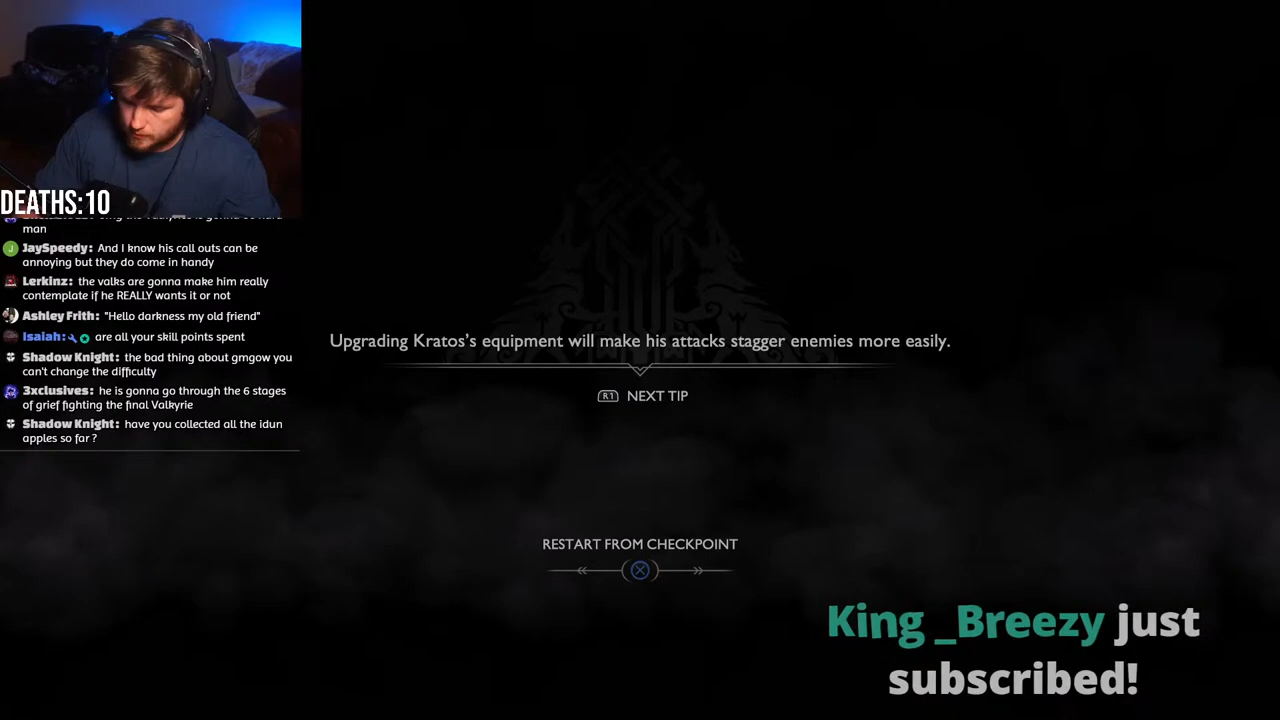 DEATHS:10
man
JaySpeedy: And I know his call outs can be
annoying but they do come in handy
Lerkinz: the valks are gonna make him really
contemplate if he REALLY wants it or not
Ashley Frith: "Hello darkness my old friend"
Isaiah: are all your skill points spent
Shadow Knight: the bad thing about gmgow you
can't change the difficulty
3xclusives: he is gonna go through the 6 stages
of grief fighting the final Valkyrie
Shadow Knight: have you collected all the idun
apples so far?
Upgrading Kratos's equipment will make his attacks stagger enemies more easily.
R1 NEXT TIP
RESTART FROM CHECKPOINT
King _Breezy just
subscribed!